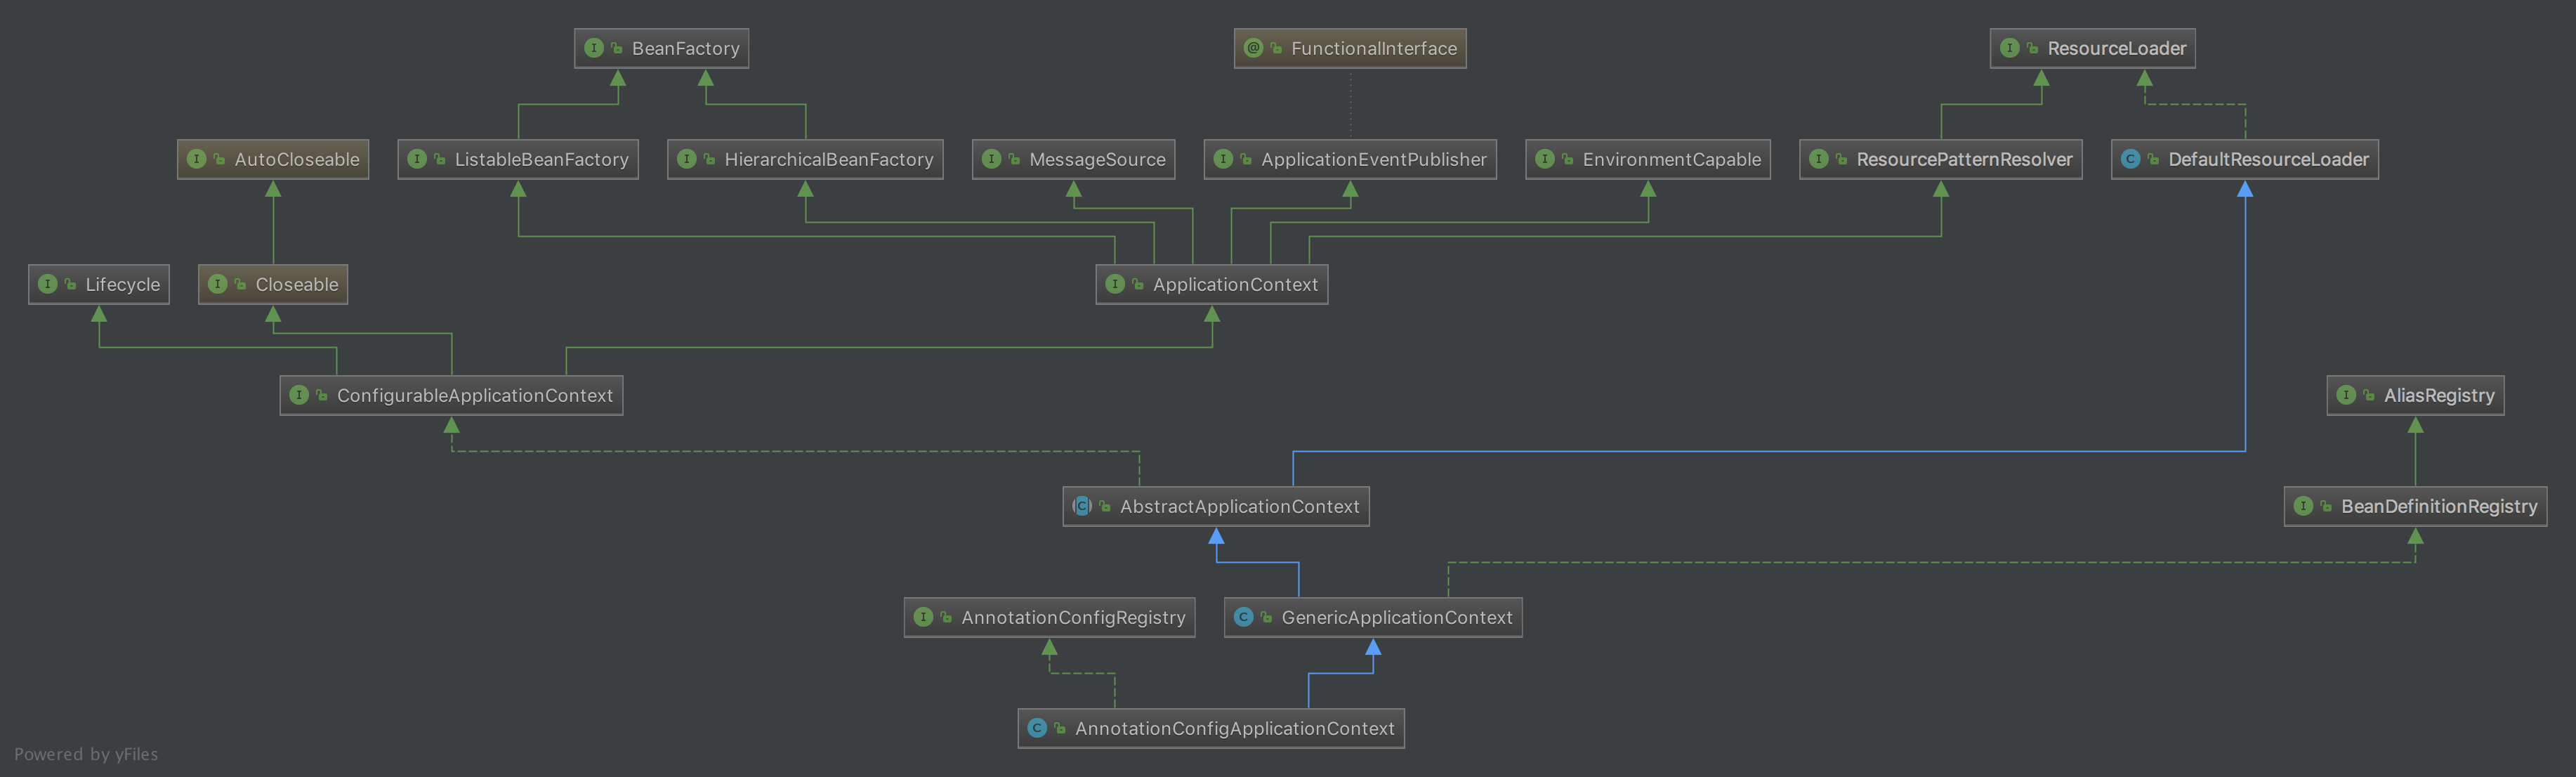 BeanFactory
FunctionalInterface
ResourceLoader
AutoCloseable
ListableBeanFactory
HierarchicalBeanFactory
MessageSource
ApplicationEventPublisher
EnvironmentCapable
ResourcePatternResolver
DefaultResourceLoader
Lifecycle
Closeable
ApplicationContext
ConfigurableApplicationContext
AliasRegistry
AbstractApplicationContext
BeanDefinitionRegistry
AnnotationConfigRegistry
GenericApplicationContext
AnnotationConfigApplicationContext
Powered by yFiles